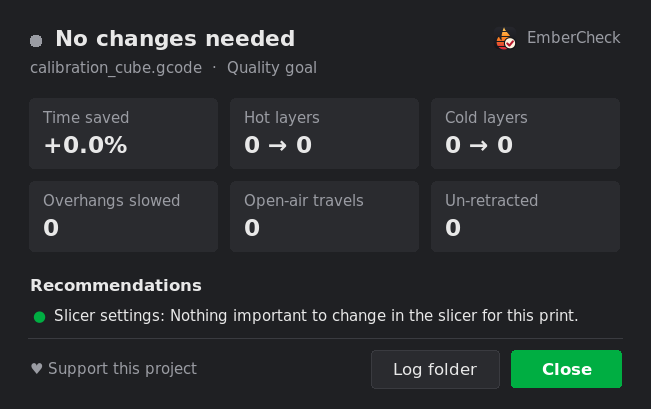 No changes needed
EmberCheck
calibration_cube.gcode · Quality goal
Time saved
+0.0%
Hot layers
0 → 0
Cold layers
0 → 0
Overhangs slowed
0
Open-air travels
0
Un-retracted
0
Recommendations
Slicer settings: Nothing important to change in the slicer for this print.
♥ Support this project
Log folder
Close